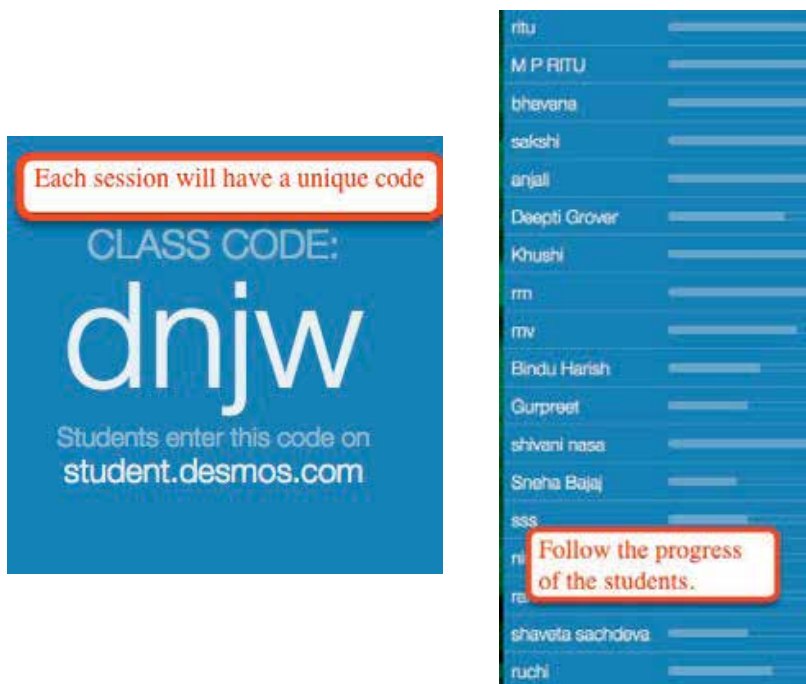 Each session will have a unique code
CLASS CODE:
dnjw
Students enter this code on
student.desmos.com
ritu
M P RITU
bhavana
sakshi
anjali
Deepti Grover
Khushi
rm
mv
Bindu Harish
Gurpreet
shivani nasa
Sneha Bajaj
sss
Follow the progress
of the students.
shaveta sachdeva
ruchi